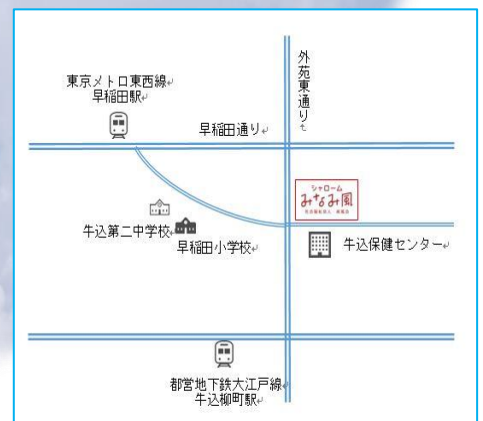 東京メトロ東西線
早稲田駅
早稲田通り
外苑東通り
シャローム
みなみ風
牛込第二中学校
早稲田小学校
牛込保健センター
都営地下鉄大江戸線
牛込柳町駅